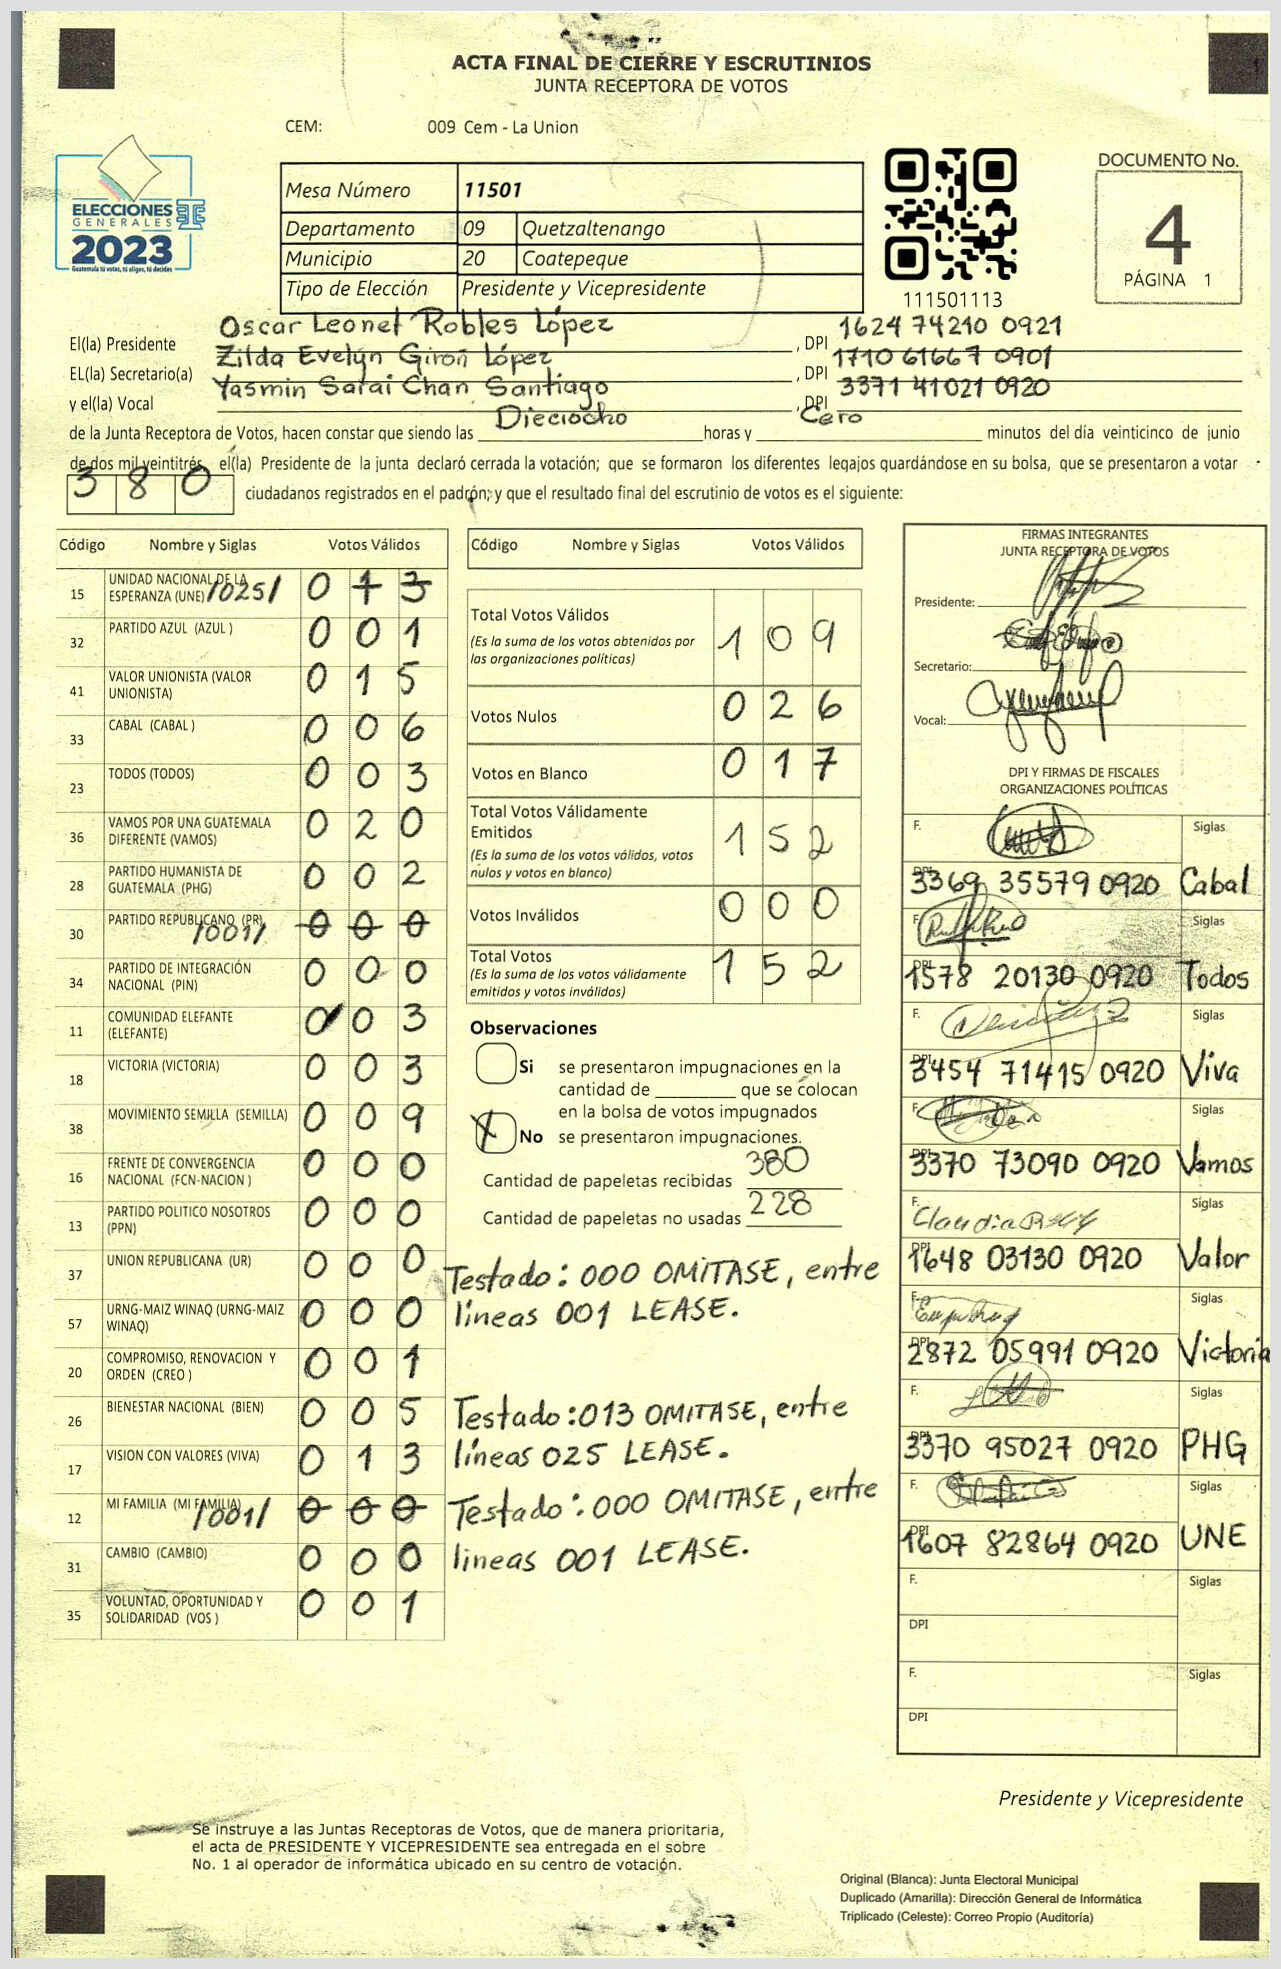 ACTA FINAL DE CIERRE Y ESCRUTINIOS
JUNTA RECEPTORA DE VOTOS
CEM: 009 Cem - La Union
ELECCIONES
GENERALES
2023
Guatemala tú votas, tú eliges, tú decides
Mesa Número 11501
Departamento 09 Quetzaltenango
Municipio 20 Coatepeque
Tipo de Elección Presidente y Vicepresidente
111501113
DOCUMENTO No.
4
PÁGINA 1
El(la) Presidente Oscar Leonel Robles López , DPI 1624 74210 0921
EL(la) Secretario(a) Zilda Evelyn Girón López , DPI 1710 61667 0901
y el(la) Vocal Yasmin Sarai Chan Santiago , DPI 3371 41021 0920
de la Junta Receptora de Votos, hacen constar que siendo las Dieciocho horas y Cero minutos del día veinticinco de junio
de dos mil veintitrés, el(la) Presidente de la junta declaró cerrada la votación; que se formaron los diferentes legajos quardándose en su bolsa, que se presentaron a votar
380 ciudadanos registrados en el padrón; y que el resultado final del escrutinio de votos es el siguiente:
Código Nombre y Siglas Votos Válidos
15 UNIDAD NACIONAL DE LA ESPERANZA (UNE) /025/ 0 1 3
32 PARTIDO AZUL (AZUL ) 0 0 1
41 VALOR UNIONISTA (VALOR UNIONISTA) 0 1 5
33 CABAL (CABAL ) 0 0 6
23 TODOS (TODOS) 0 0 3
36 VAMOS POR UNA GUATEMALA DIFERENTE (VAMOS) 0 2 0
28 PARTIDO HUMANISTA DE GUATEMALA (PHG) 0 0 2
30 PARTIDO REPUBLICANO (PR) /001/ 0 0 0
34 PARTIDO DE INTEGRACIÓN NACIONAL (PIN) 0 0 0
11 COMUNIDAD ELEFANTE (ELEFANTE) 0 0 3
18 VICTORIA (VICTORIA) 0 0 3
38 MOVIMIENTO SEMILLA (SEMILLA) 0 0 9
16 FRENTE DE CONVERGENCIA NACIONAL (FCN-NACION ) 0 0 0
13 PARTIDO POLITICO NOSOTROS (PPN) 0 0 0
37 UNION REPUBLICANA (UR) 0 0 0
57 URNG-MAIZ WINAQ (URNG-MAIZ WINAQ) 0 0 0
20 COMPROMISO, RENOVACION Y ORDEN (CREO ) 0 0 1
26 BIENESTAR NACIONAL (BIEN) 0 0 5
17 VISION CON VALORES (VIVA) 0 1 3
12 MI FAMILIA (MI FAMILIA) /001/ 0 0 0
31 CAMBIO (CAMBIO) 0 0 0
35 VOLUNTAD, OPORTUNIDAD Y SOLIDARIDAD (VOS ) 0 0 1
Código Nombre y Siglas Votos Válidos
Total Votos Válidos 1 0 9
(Es la suma de los votos obtenidos por
las organizaciones políticas)
Votos Nulos 0 2 6
Votos en Blanco 0 1 7
Total Votos Válidamente
Emitidos 1 5 2
(Es la suma de los votos válidos, votos
nulos y votos en blanco)
Votos Inválidos 0 0 0
Total Votos 1 5 2
(Es la suma de los votos válidamente
emitidos y votos inválidos)
Observaciones
Si se presentaron impugnaciones en la
cantidad de ________ que se colocan
en la bolsa de votos impugnados
X No se presentaron impugnaciones.
Cantidad de papeletas recibidas 380
Cantidad de papeletas no usadas 228
Testado: 000 OMITASE, entre
líneas 001 LEASE.
Testado: 013 OMITASE, entre
líneas 025 LEASE.
Testado: 000 OMITASE, entre
líneas 001 LEASE.
FIRMAS INTEGRANTES
JUNTA RECEPTORA DE VOTOS
Presidente:
Secretario:
Vocal:
DPI Y FIRMAS DE FISCALES
ORGANIZACIONES POLÍTICAS
F. Siglas
DPI 3369 35579 0920 Cabal
F. Siglas
DPI 1578 20130 0920 Todos
F. Siglas
DPI 3454 71415 0920 Viva
F. Siglas
DPI 3370 73090 0920 Vamos
F. Claudia Siglas
DPI 1648 03130 0920 Valor
F. Siglas
DPI 2872 05991 0920 Victoria
F. Siglas
DPI 3370 95027 0920 PHG
F. Siglas
DPI 1607 82864 0920 UNE
F. Siglas
DPI
F. Siglas
DPI
Presidente y Vicepresidente
Se instruye a las Juntas Receptoras de Votos, que de manera prioritaria,
el acta de PRESIDENTE Y VICEPRESIDENTE sea entregada en el sobre
No. 1 al operador de informática ubicado en su centro de votación.
Original (Blanca): Junta Electoral Municipal
Duplicado (Amarilla): Dirección General de Informática
Triplicado (Celeste): Correo Propio (Auditoría)